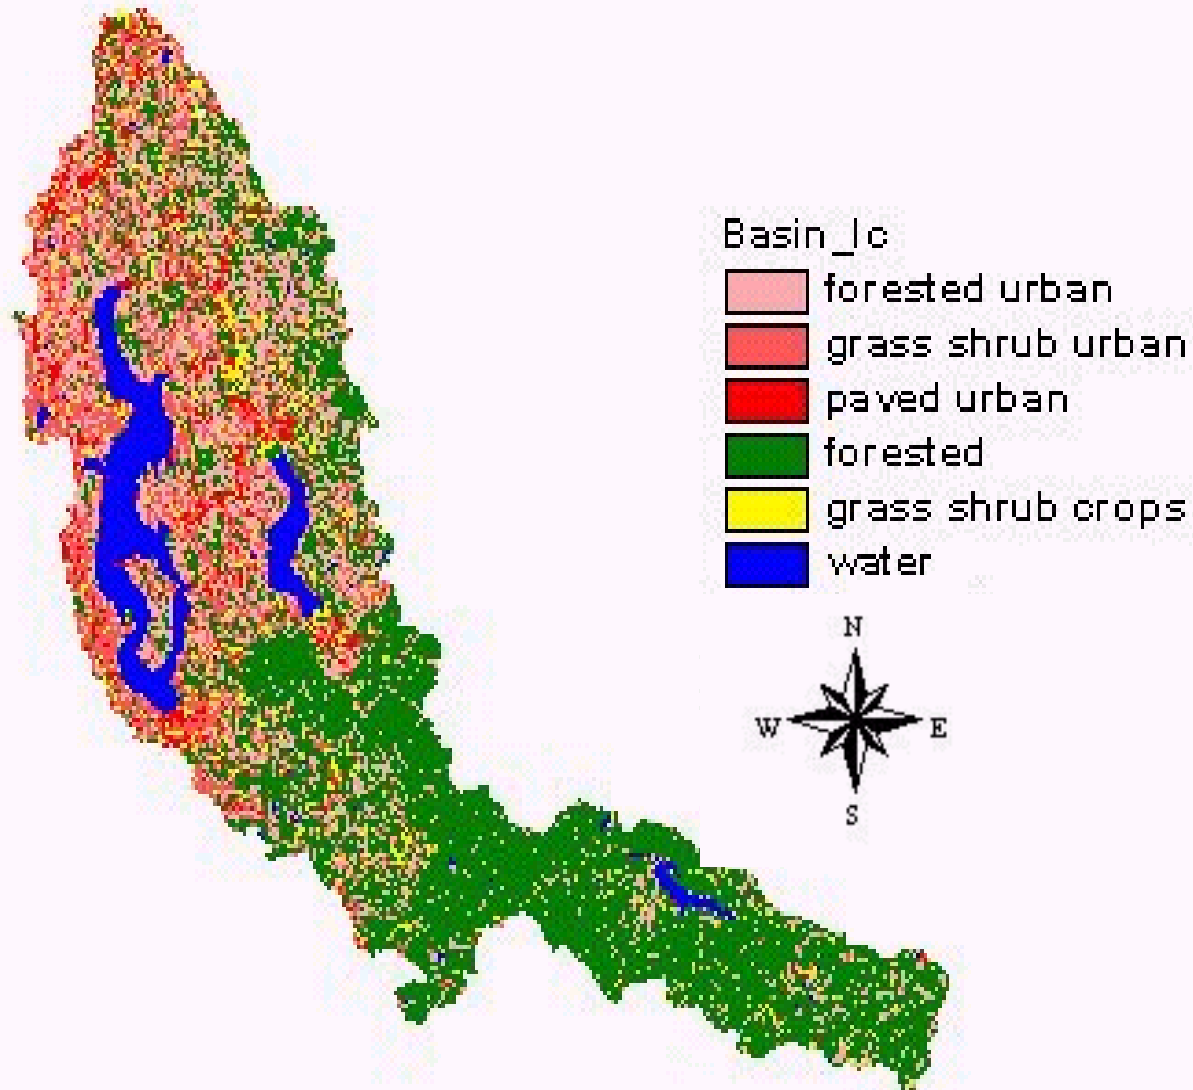 Basin_lc
forested urban
grass shrub urban
paved urban
forested
grass shrub crops
water
N
W
E
S